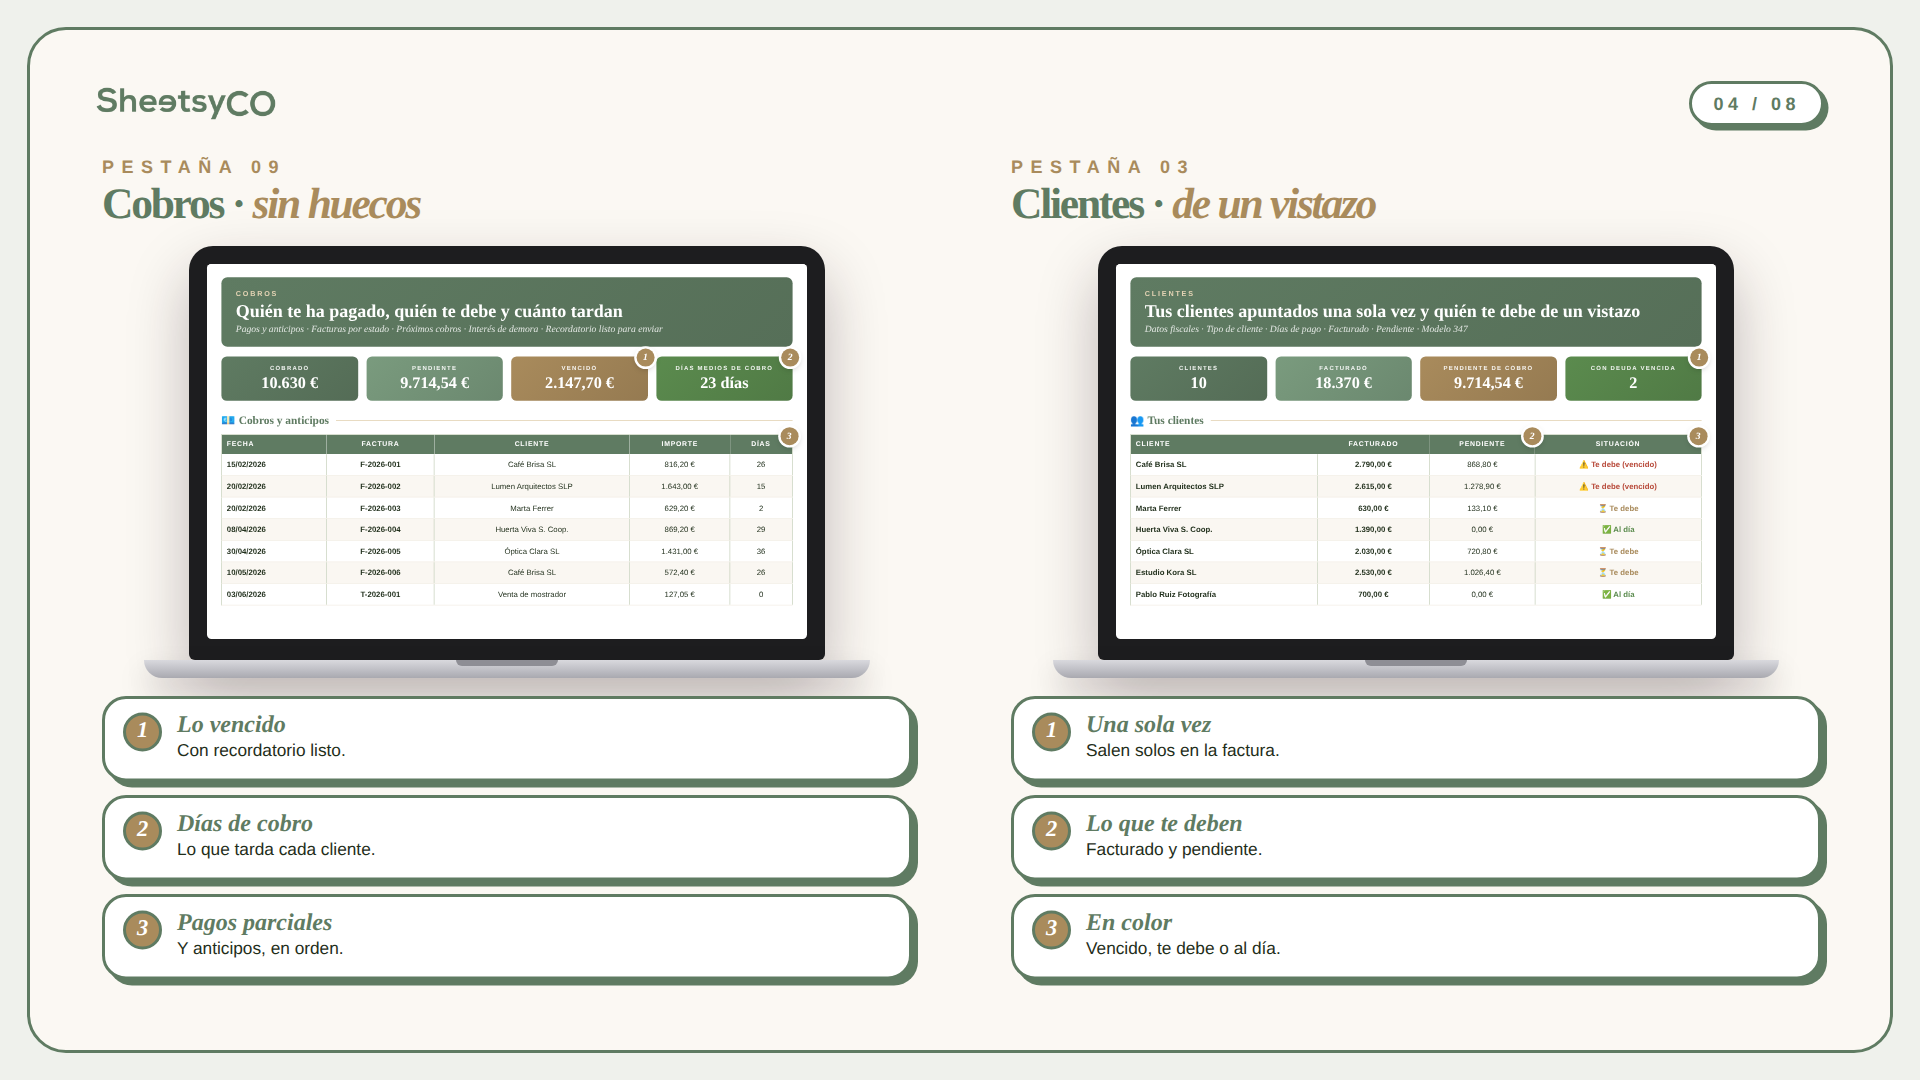 SheetsyCO
04 / 08
PESTAÑA 09
Cobros · sin huecos
COBROS
Quién te ha pagado, quién te debe y cuánto tardan
Pagos y anticipos · Facturas por estado · Próximos cobros · Interés de demora · Recordatorio listo para enviar
COBRADO
10.630 €
PENDIENTE
9.714,54 €
VENCIDO
2.147,70 €
1
DÍAS MEDIOS DE COBRO
23 días
2
💶 Cobros y anticipos
3
FECHA FACTURA CLIENTE IMPORTE DÍAS
15/02/2026 F-2026-001 Café Brisa SL 816,20 € 26
20/02/2026 F-2026-002 Lumen Arquitectos SLP 1.643,00 € 15
20/02/2026 F-2026-003 Marta Ferrer 629,20 € 2
08/04/2026 F-2026-004 Huerta Viva S. Coop. 869,20 € 29
30/04/2026 F-2026-005 Óptica Clara SL 1.431,00 € 36
10/05/2026 F-2026-006 Café Brisa SL 572,40 € 26
03/06/2026 T-2026-001 Venta de mostrador 127,05 € 0
1 Lo vencido
Con recordatorio listo.
2 Días de cobro
Lo que tarda cada cliente.
3 Pagos parciales
Y anticipos, en orden.
PESTAÑA 03
Clientes · de un vistazo
CLIENTES
Tus clientes apuntados una sola vez y quién te debe de un vistazo
Datos fiscales · Tipo de cliente · Días de pago · Facturado · Pendiente · Modelo 347
CLIENTES
10
FACTURADO
18.370 €
PENDIENTE DE COBRO
9.714,54 €
CON DEUDA VENCIDA
2
1
👥 Tus clientes
2
3
CLIENTE FACTURADO PENDIENTE SITUACIÓN
Café Brisa SL 2.790,00 € 868,80 € ⚠️ Te debe (vencido)
Lumen Arquitectos SLP 2.615,00 € 1.278,90 € ⚠️ Te debe (vencido)
Marta Ferrer 630,00 € 133,10 € ⏳ Te debe
Huerta Viva S. Coop. 1.390,00 € 0,00 € ✅ Al día
Óptica Clara SL 2.030,00 € 720,80 € ⏳ Te debe
Estudio Kora SL 2.530,00 € 1.026,40 € ⏳ Te debe
Pablo Ruiz Fotografía 700,00 € 0,00 € ✅ Al día
1 Una sola vez
Salen solos en la factura.
2 Lo que te deben
Facturado y pendiente.
3 En color
Vencido, te debe o al día.